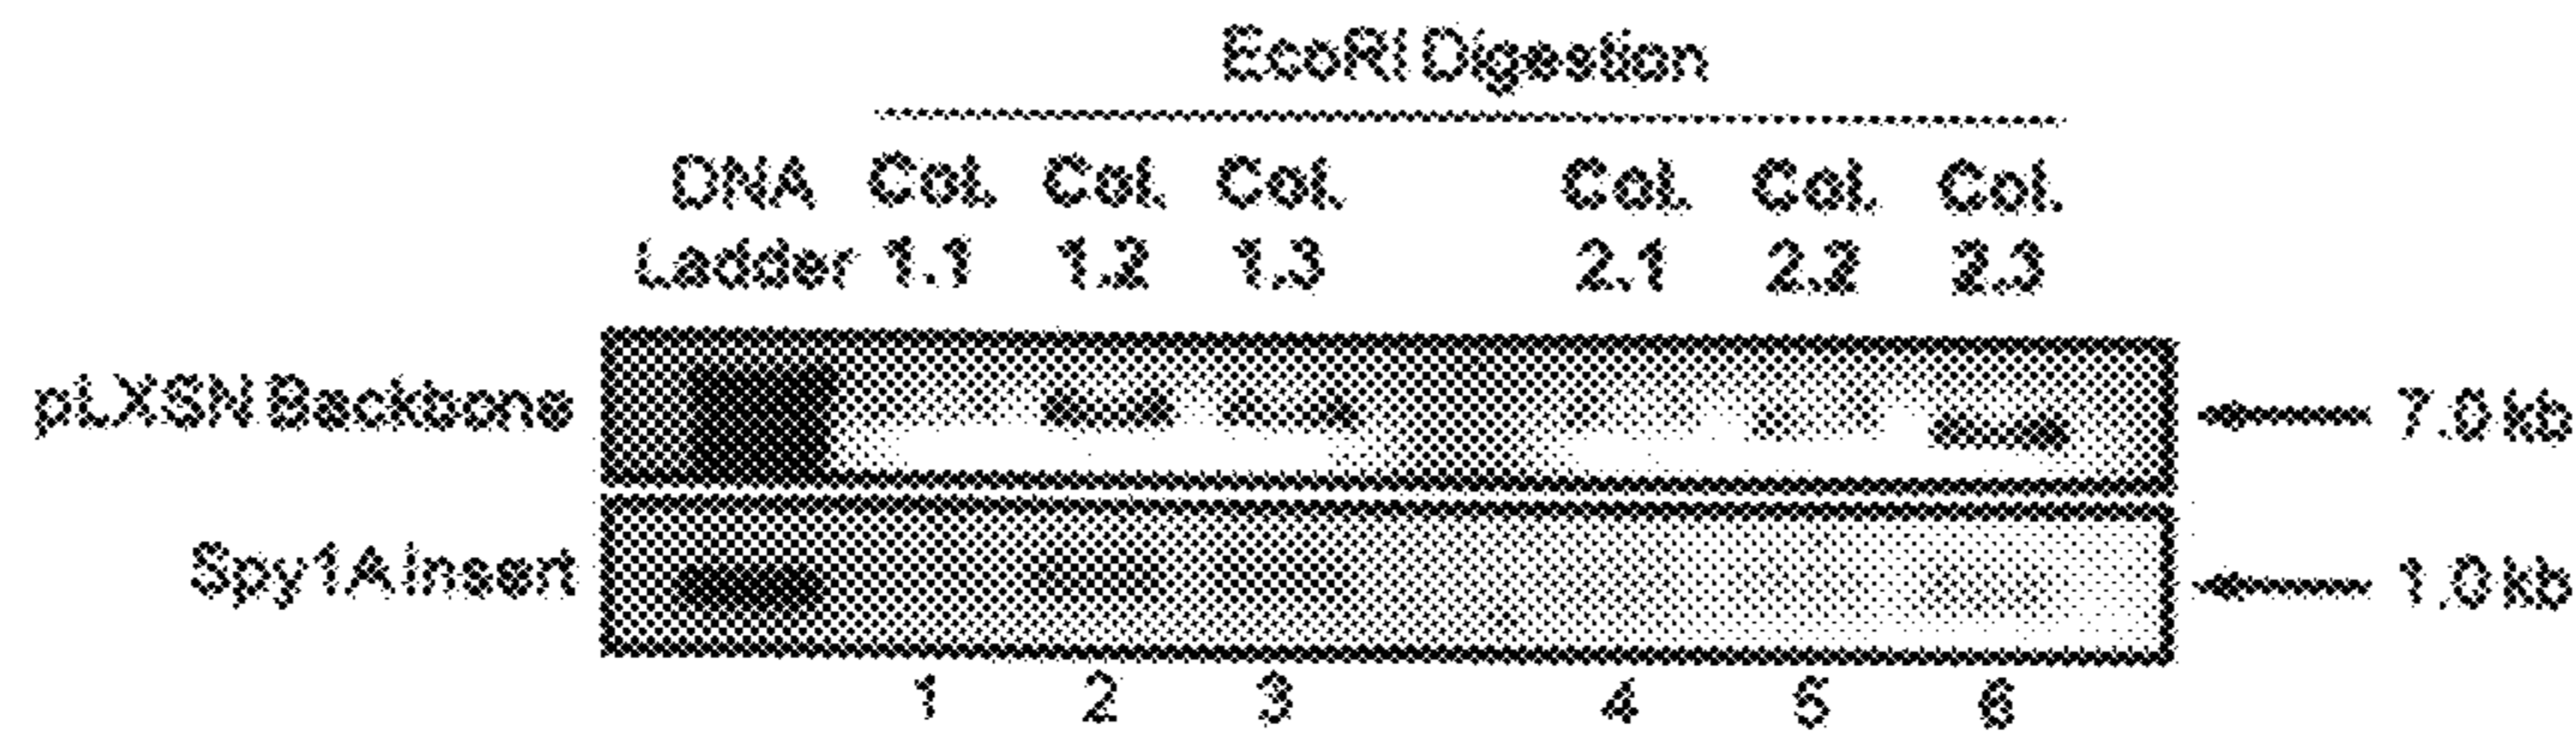 EcoRI Digestion
DNA Col. Col. Col. Col. Col. Col.
Ladder 1.1 1.2 1.3 2.1 2.2 2.3
pLXSN Backbone 7.0 kb
Spy1A Insert 1.0 kb
1 2 3 4 5 6